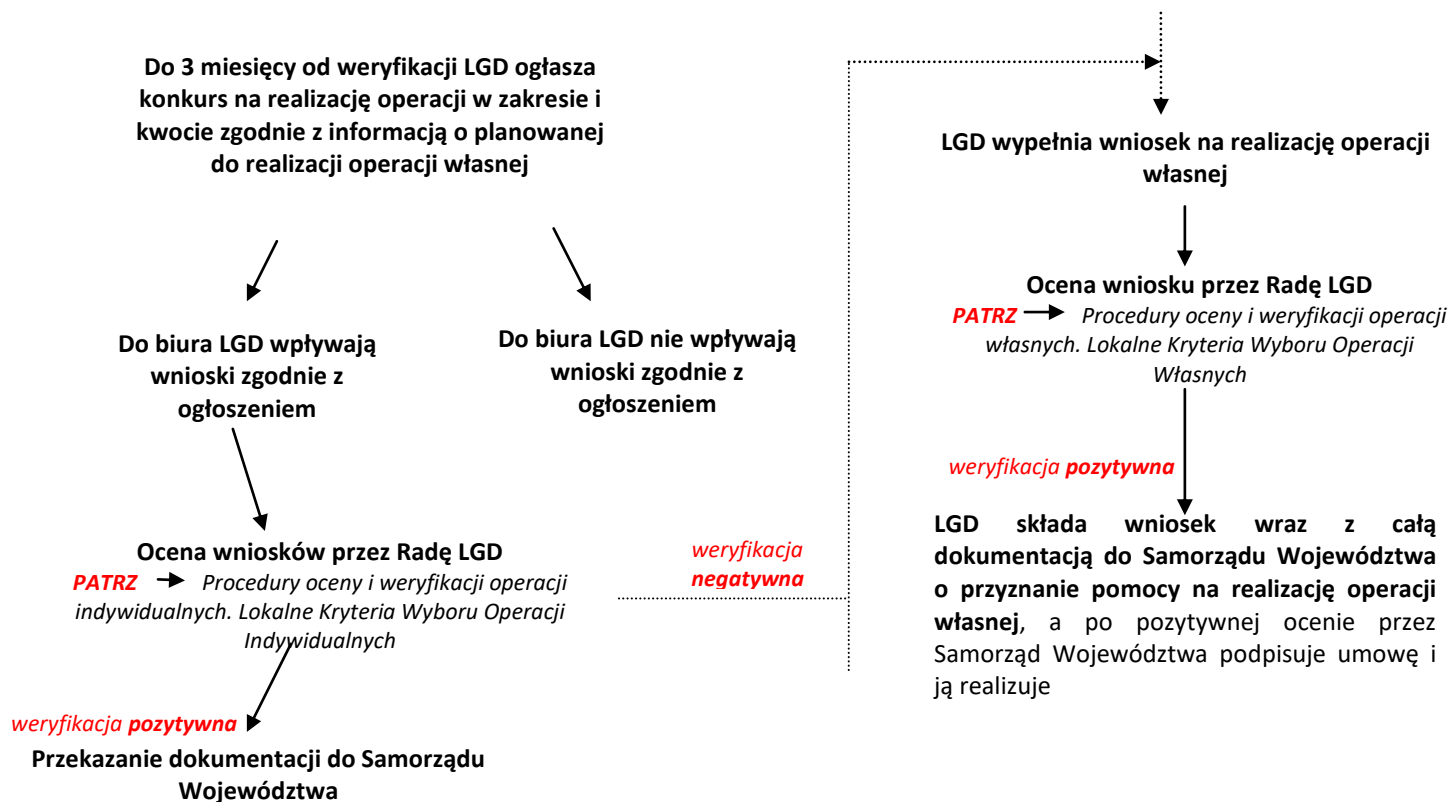 Do 3 miesięcy od weryfikacji LGD ogłasza
konkurs na realizację operacji w zakresie i
kwocie zgodnie z informacją o planowanej
do realizacji operacji własnej
Do biura LGD wpływają
wnioski zgodnie z
ogłoszeniem
Do biura LGD nie wpływają
wnioski zgodnie z
ogłoszeniem
Ocena wniosków przez Radę LGD
PATRZ Procedury oceny i weryfikacji operacji
indywidualnych. Lokalne Kryteria Wyboru Operacji
Indywidualnych
weryfikacja
negatywna
weryfikacja pozytywna
Przekazanie dokumentacji do Samorządu
Województwa
LGD wypełnia wniosek na realizację operacji
własnej
Ocena wniosku przez Radę LGD
PATRZ Procedury oceny i weryfikacji operacji
własnych. Lokalne Kryteria Wyboru Operacji
Własnych
weryfikacja pozytywna
LGD składa wniosek wraz z całą
dokumentacją do Samorządu Województwa
o przyznanie pomocy na realizację operacji
własnej, a po pozytywnej ocenie przez
Samorząd Województwa podpisuje umowę i
ją realizuje